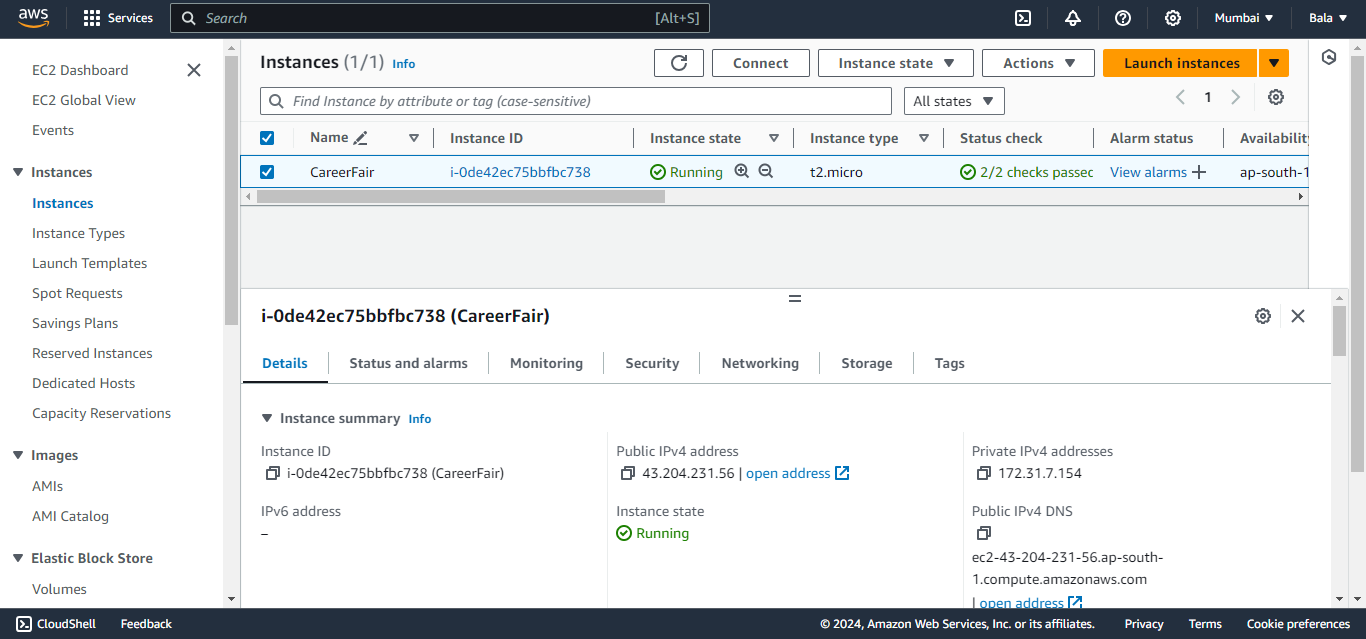 aws
Services
Search
[Alt+S]
Mumbai
Bala
EC2 Dashboard
EC2 Global View
Events
Instances
Instances
Instance Types
Launch Templates
Spot Requests
Savings Plans
Reserved Instances
Dedicated Hosts
Capacity Reservations
Images
AMIs
AMI Catalog
Elastic Block Store
Volumes
Instances (1/1) Info
Connect
Instance state
Actions
Launch instances
Find Instance by attribute or tag (case-sensitive)
All states
1
Name
Instance ID
Instance state
Instance type
Status check
Alarm status
Availability
CareerFair
i-0de42ec75bbfbc738
Running
t2.micro
2/2 checks passec
View alarms
ap-south-1
i-0de42ec75bbfbc738 (CareerFair)
Details
Status and alarms
Monitoring
Security
Networking
Storage
Tags
Instance summary Info
Instance ID
i-0de42ec75bbfbc738 (CareerFair)
IPv6 address
–
Public IPv4 address
43.204.231.56 | open address
Instance state
Running
Private IPv4 addresses
172.31.7.154
Public IPv4 DNS
ec2-43-204-231-56.ap-south-
1.compute.amazonaws.com
| open address
CloudShell
Feedback
© 2024, Amazon Web Services, Inc. or its affiliates.
Privacy
Terms
Cookie preferences